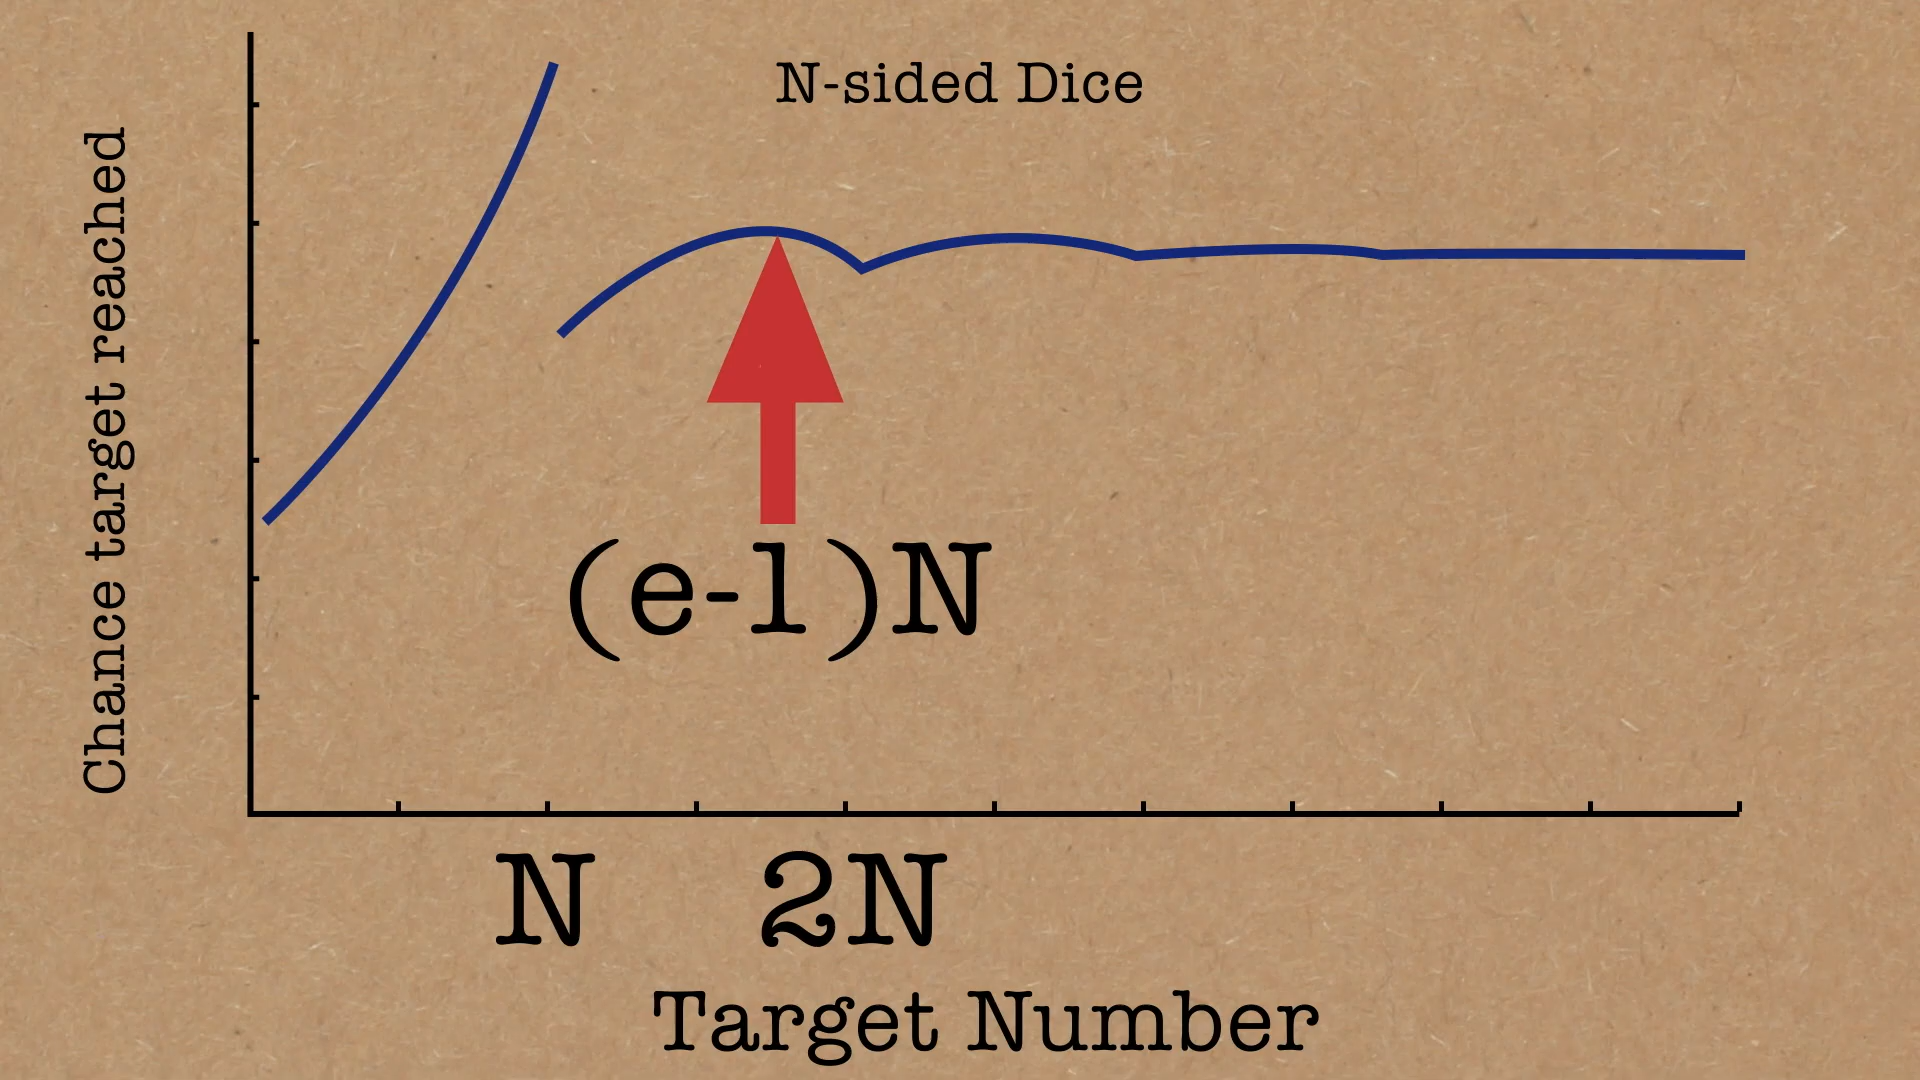 N-sided Dice
Chance target reached
(e-1)N
N 2N
Target Number